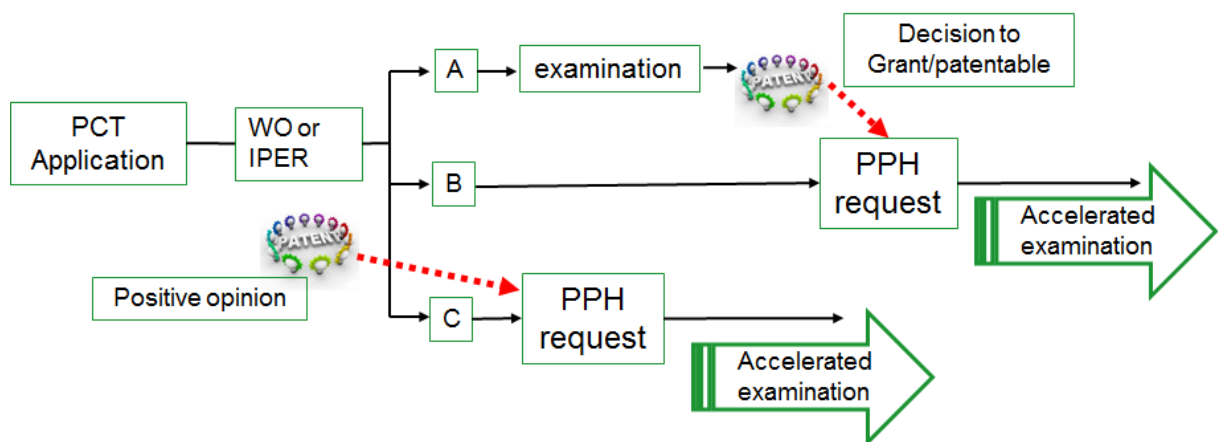 PCT
Application
WO or
IPER
A
examination
PATENT
Decision to
Grant/patentable
B
PPH
request
Accelerated
examination
PATENT
Positive opinion
C
PPH
request
Accelerated
examination